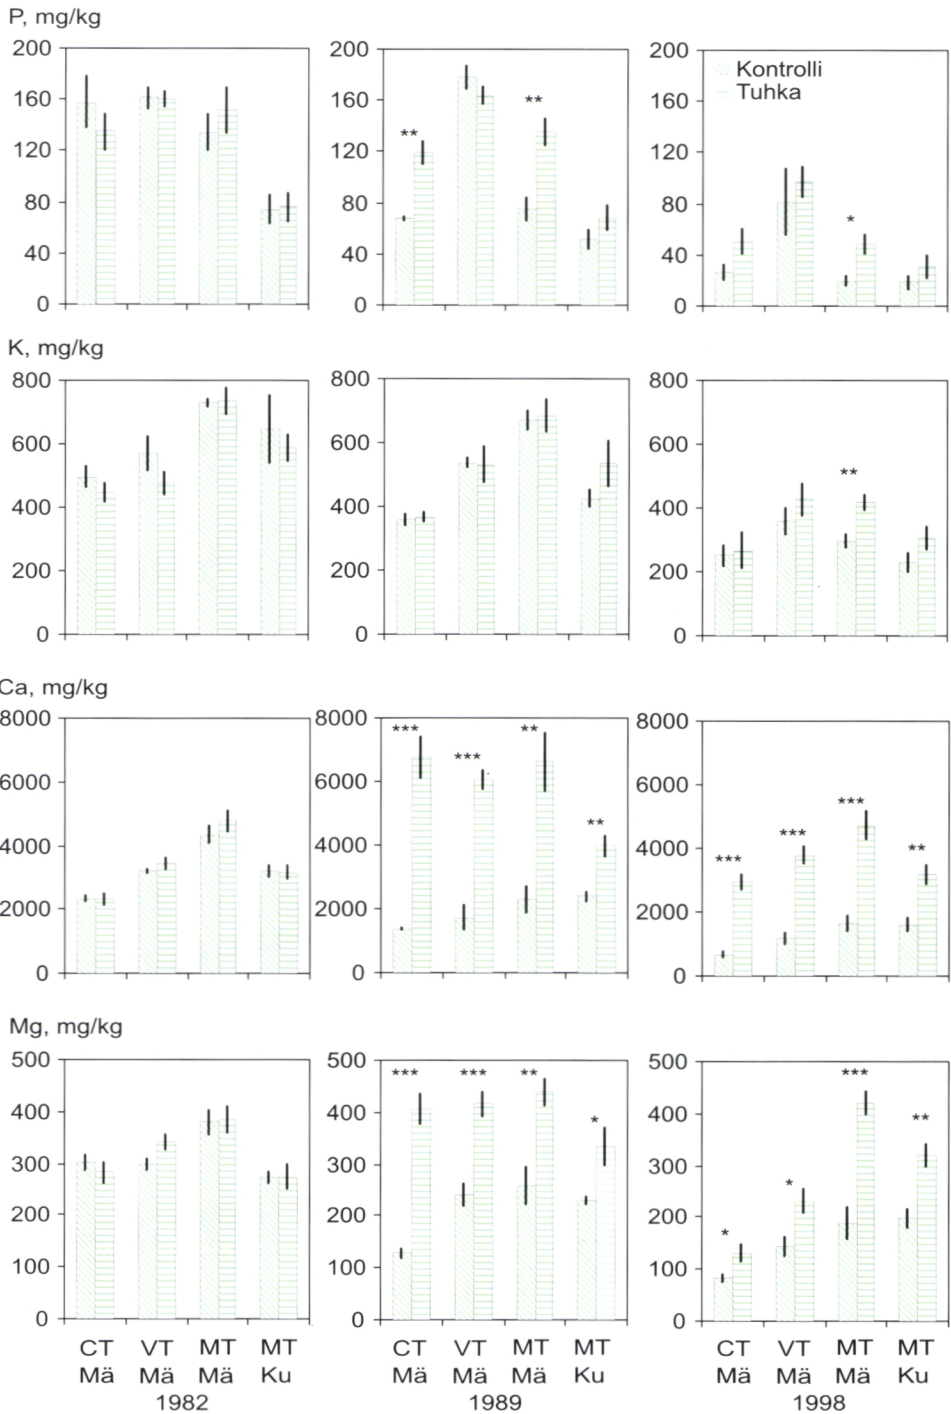 P, mg/kg
200 200 200
160 160 160
120 120 120
80 80 80
40 40 40
0 0 0
** ** *
Kontrolli
Tuhka
K, mg/kg
800 800 800
600 600 600
400 400 400
200 200 200
0 0 0
**
Ca, mg/kg
8000 8000 8000
6000 6000 6000
4000 4000 4000
2000 2000 2000
0 0 0
*** *** ** **
*** *** *** **
Mg, mg/kg
500 500 500
400 400 400
300 300 300
200 200 200
100 100 100
0 0 0
*** *** ** *
* * *** **
CT VT MT MT CT VT MT MT CT VT MT MT
Mä Mä Mä Ku Mä Mä Mä Ku Mä Mä Mä Ku
1982 1989 1998